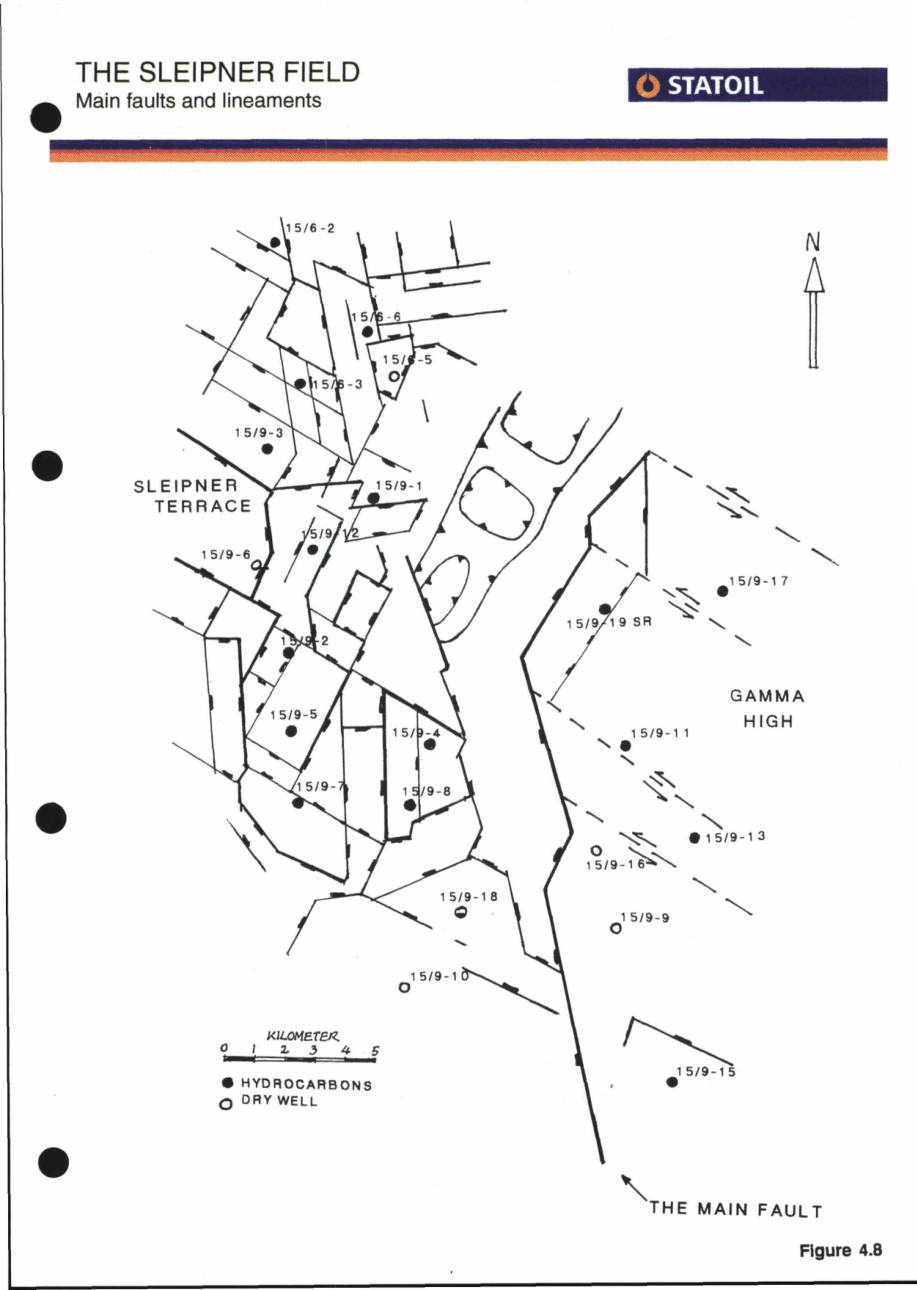 THE SLEIPNER FIELD
Main faults and lineaments
STATOIL
N
15/6-2
15/6-6
15/6-5
15/6-3
15/9-3
SLEIPNER
TERRACE
15/9-1
15/9-12
15/9-6
15/9-17
15/9-19 SR
15/9-2
GAMMA
HIGH
15/9-5
15/9-4
15/9-11
15/9-7
15/9-8
15/9-13
15/9-16
15/9-18
15/9-9
15/9-10
KILOMETER
0 1 2 3 4 5
HYDROCARBONS
DRY WELL
15/9-15
THE MAIN FAULT
Figure 4.8